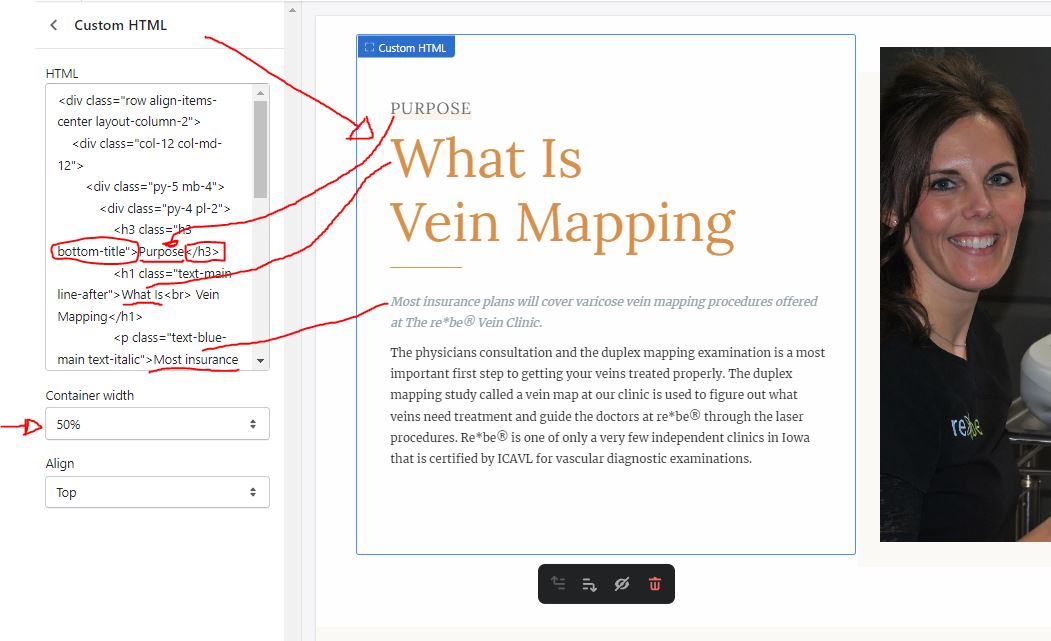 Custom HTML
HTML
<div class="row align-items-
center layout-column-2">
<div class="col-12 col-md-
12">
<div class="py-5 mb-4">
<div class="py-4 pl-2">
<h3 class="h3
bottom-title">Purpose</h3>
<h1 class="text-main
line-after">What Is<br> Vein
Mapping</h1>
<p class="text-blue-
main text-italic">Most insurance
Container width
50%
Align
Top
Custom HTML
PURPOSE
What Is
Vein Mapping
Most insurance plans will cover varicose vein mapping procedures offered
at The re*be® Vein Clinic.
The physicians consultation and the duplex mapping examination is a most
important first step to getting your veins treated properly. The duplex
mapping study called a vein map at our clinic is used to figure out what
veins need treatment and guide the doctors at re*be® through the laser
procedures. Re*be® is one of only a very few independent clinics in Iowa
that is certified by ICAVL for vascular diagnostic examinations.
re*be